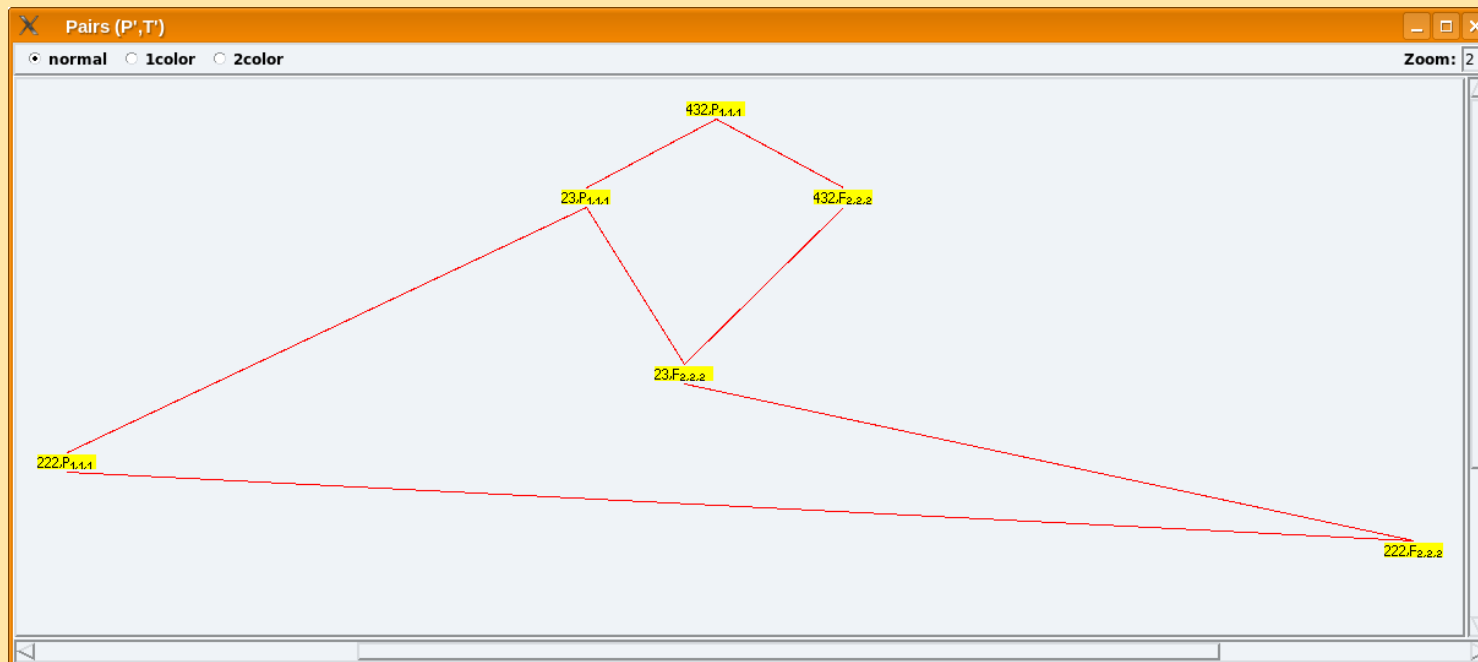 Pairs (P',T')
normal 1color 2color Zoom: 2
432,P1,1,1
23,P1,1,1 432,F2,2,2
23,F2,2,2
222,P1,1,1
222,F2,2,2